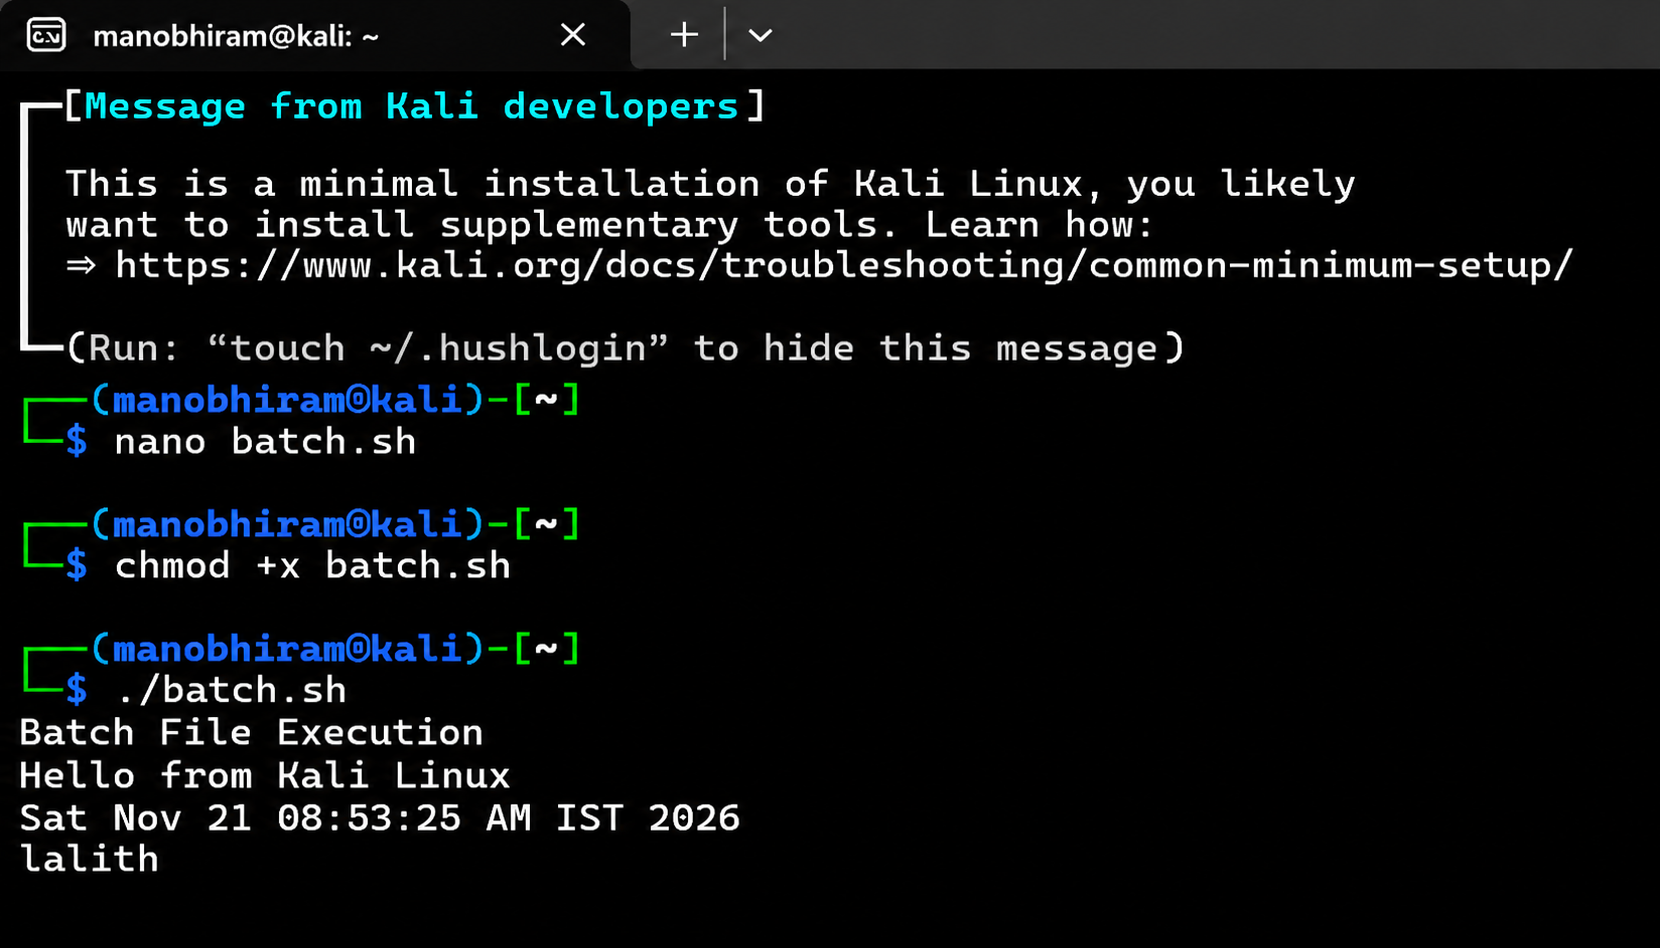 manobhiram@kali: ~
[Message from Kali developers]
This is a minimal installation of Kali Linux, you likely
want to install supplementary tools. Learn how:
⇒ https://www.kali.org/docs/troubleshooting/common-minimum-setup/
(Run: “touch ~/.hushlogin” to hide this message)
(manobhiram@kali)-[~]
$ nano batch.sh
(manobhiram@kali)-[~]
$ chmod +x batch.sh
(manobhiram@kali)-[~]
$ ./batch.sh
Batch File Execution
Hello from Kali Linux
Sat Nov 21 08:53:25 AM IST 2026
lalith